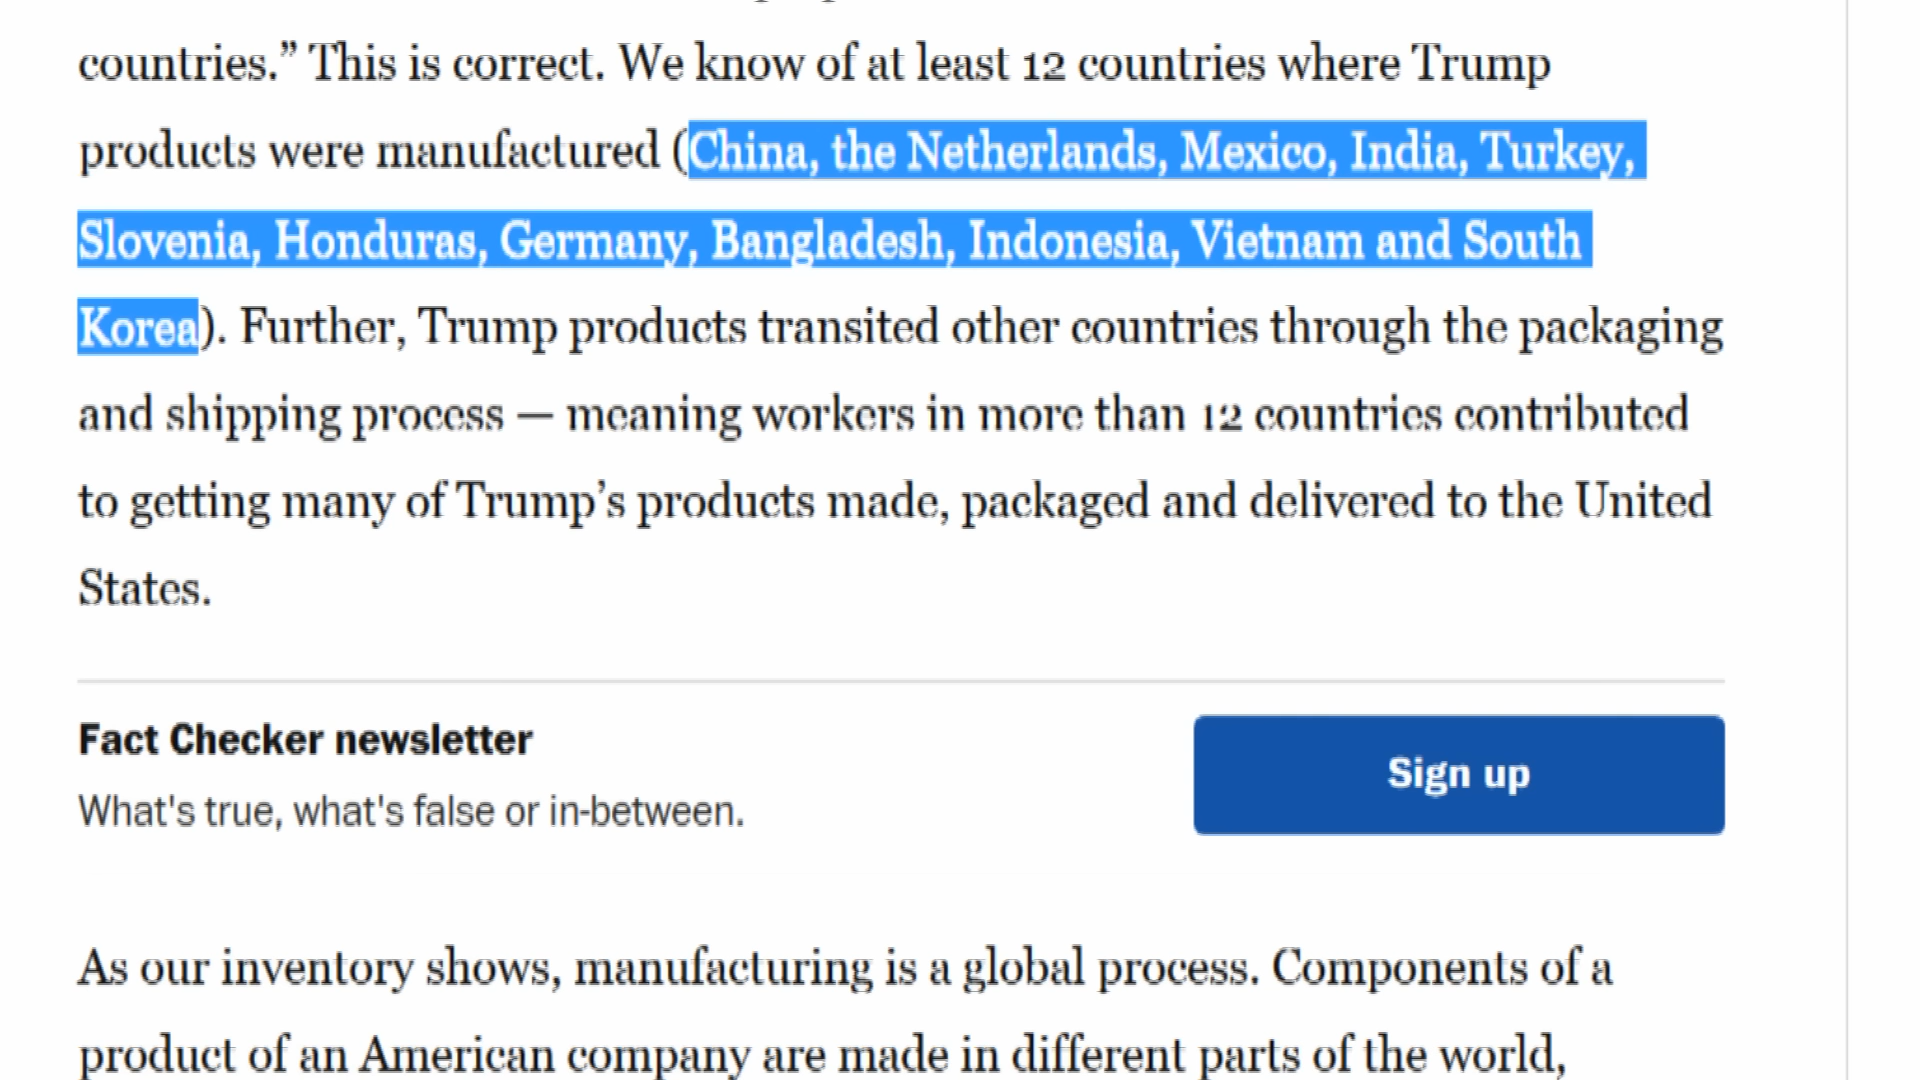 countries.” This is correct. We know of at least 12 countries where Trump
products were manufactured (China, the Netherlands, Mexico, India, Turkey,
Slovenia, Honduras, Germany, Bangladesh, Indonesia, Vietnam and South
Korea). Further, Trump products transited other countries through the packaging
and shipping process — meaning workers in more than 12 countries contributed
to getting many of Trump’s products made, packaged and delivered to the United
States.
Fact Checker newsletter
What's true, what's false or in-between.
Sign up
As our inventory shows, manufacturing is a global process. Components of a
product of an American company are made in different parts of the world,